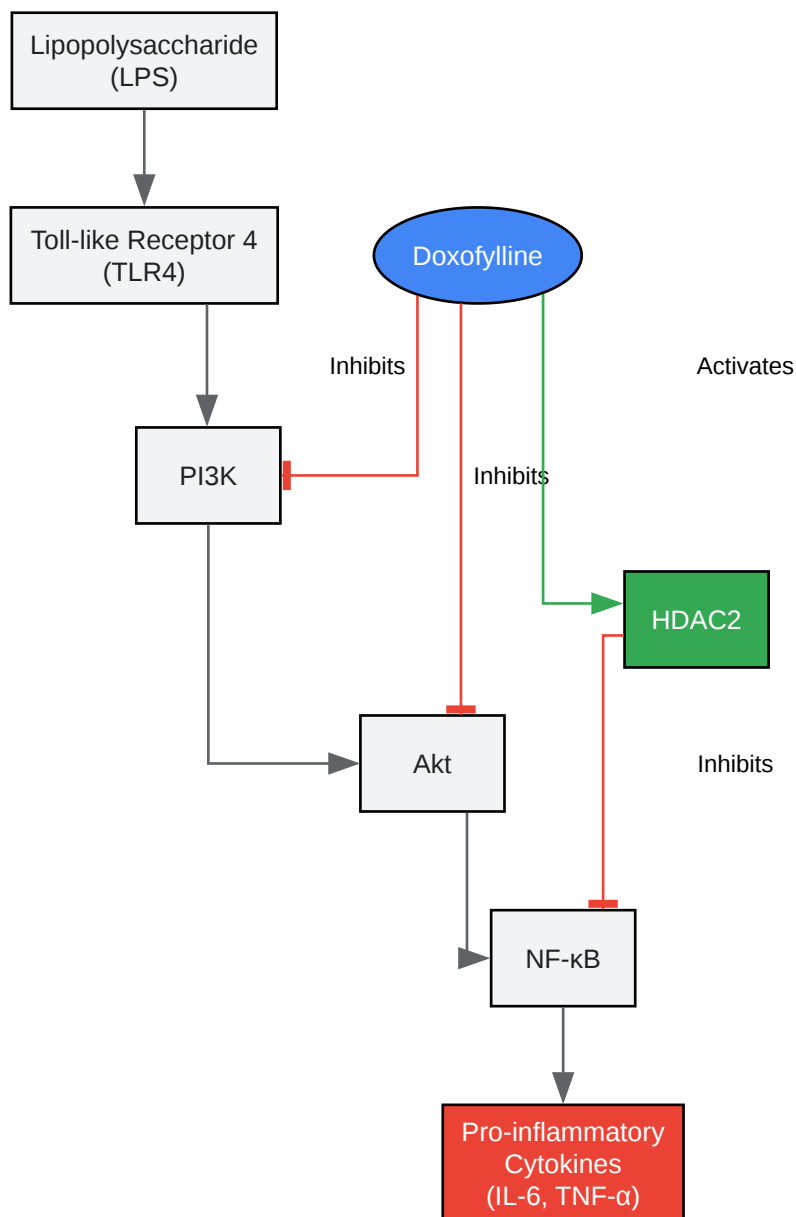 Lipopolysaccharide
(LPS)
Toll-like Receptor 4
(TLR4)
Doxofylline
Inhibits
Activates
PI3K
Inhibits
HDAC2
Akt
Inhibits
NF-κB
Pro-inflammatory
Cytokines
(IL-6, TNF-α)